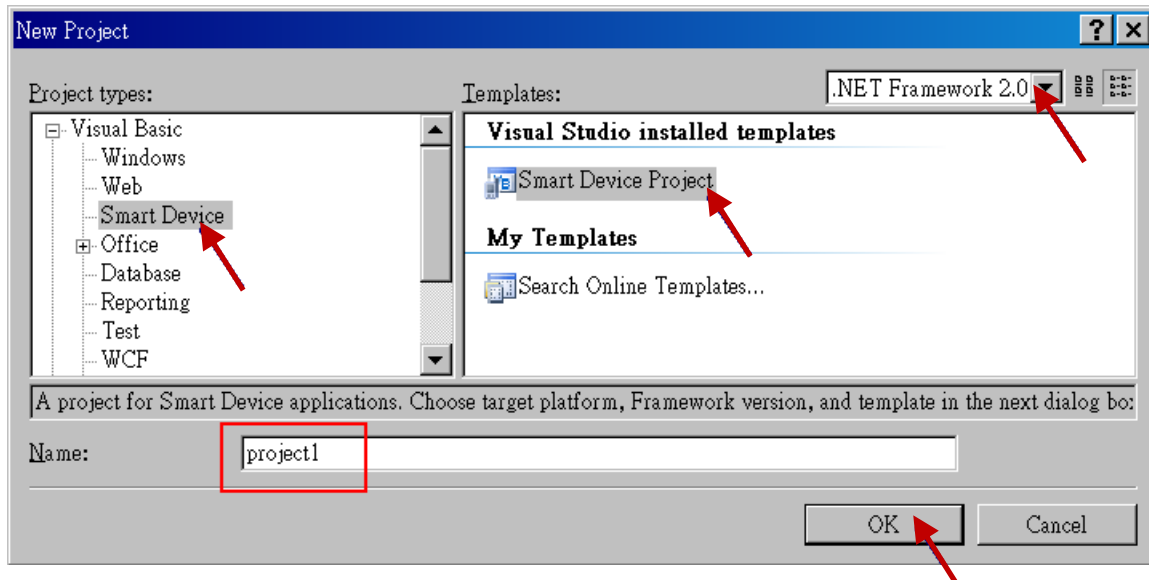 New Project
Project types:
Templates:
.NET Framework 2.0
Visual Basic
Windows
Web
Smart Device
Office
Database
Reporting
Test
WCF
Visual Studio installed templates
Smart Device Project
My Templates
Search Online Templates...
A project for Smart Device applications. Choose target platform, Framework version, and template in the next dialog bo:
Name:
project1
OK
Cancel